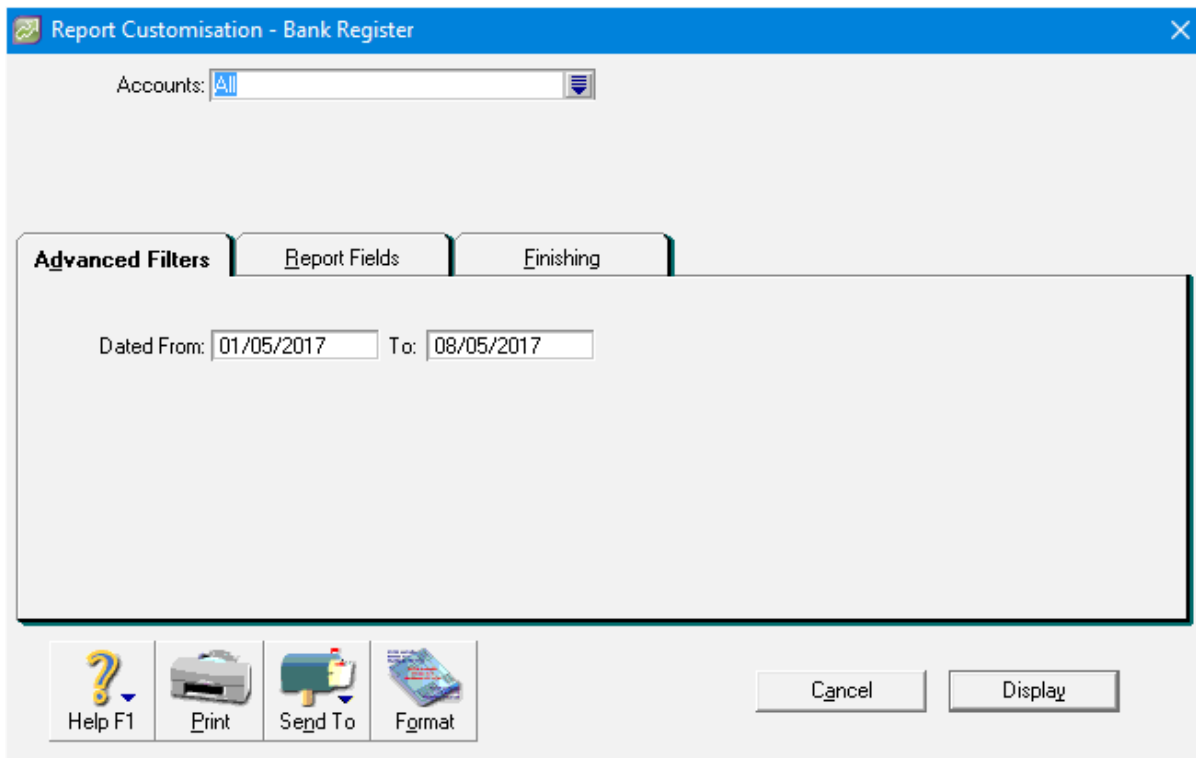 Report Customisation - Bank Register
Accounts: All
Advanced Filters Report Fields Finishing
Dated From: 01/05/2017 To: 08/05/2017
Help F1 Print Send To Format Cancel Display